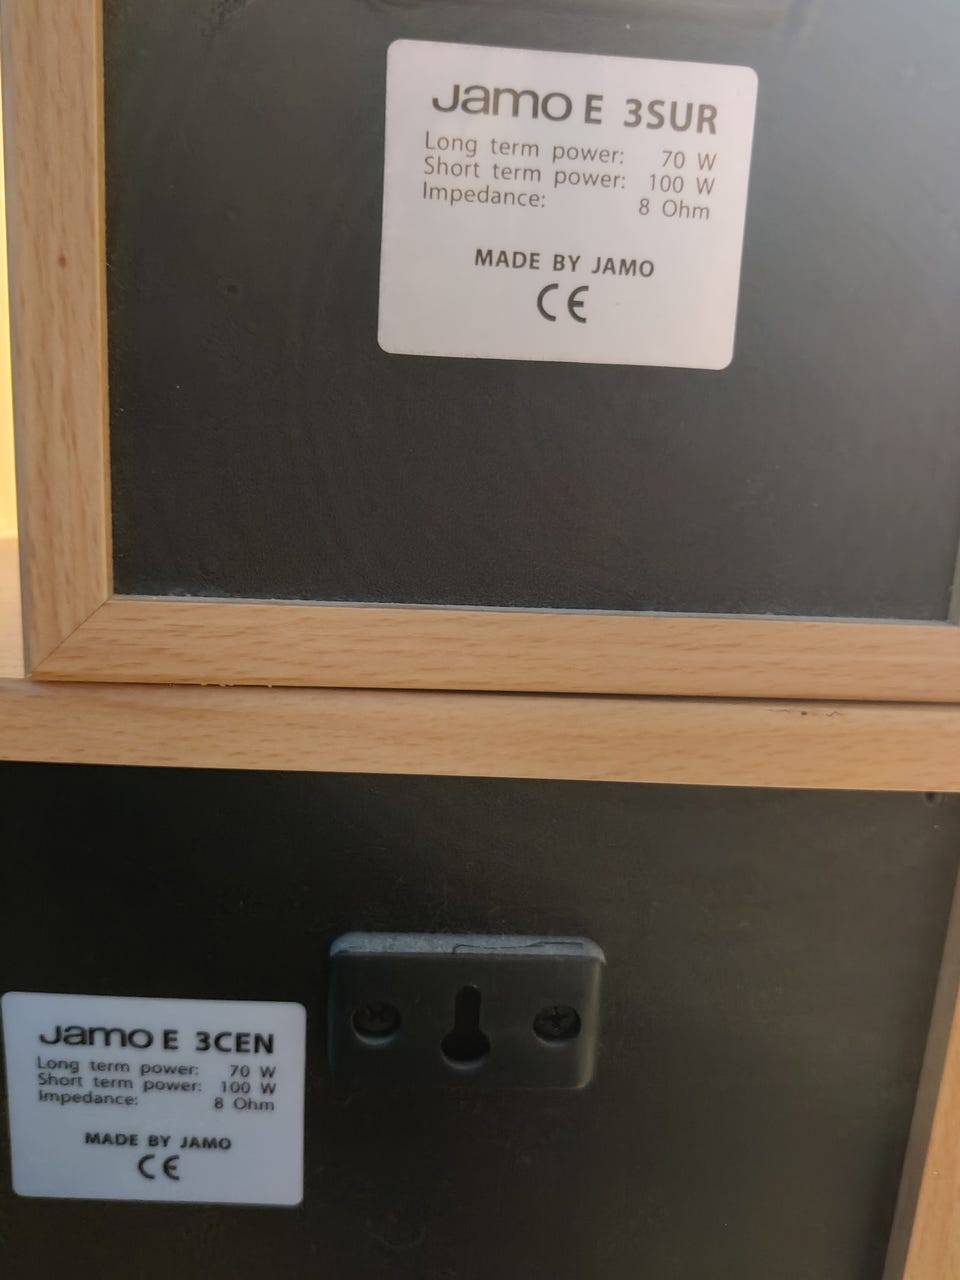 Jamo E 3SUR
Long term power: 70 W
Short term power: 100 W
Impedance: 8 Ohm
MADE BY JAMO
CE
Jamo E 3CEN
Long term power: 70 W
Short term power: 100 W
Impedance: 8 Ohm
MADE BY JAMO
CE